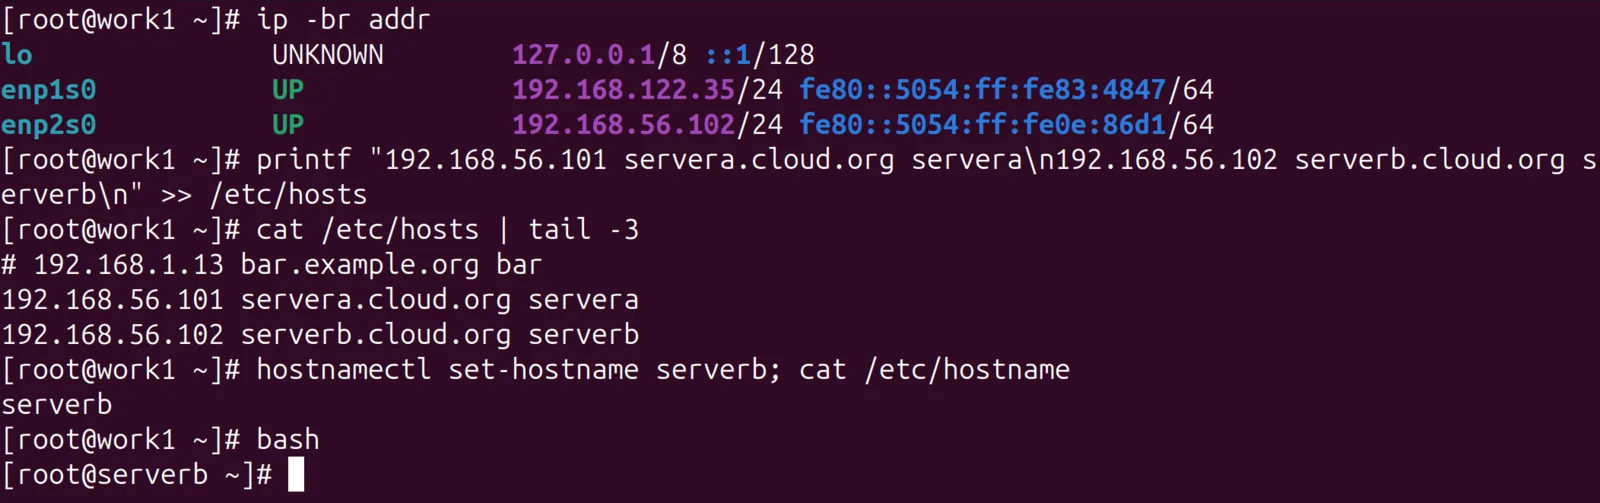 [root@work1 ~]# ip -br addr
lo               UNKNOWN        127.0.0.1/8 ::1/128
enp1s0           UP             192.168.122.35/24 fe80::5054:ff:fe83:4847/64
enp2s0           UP             192.168.56.102/24 fe80::5054:ff:fe0e:86d1/64
[root@work1 ~]# printf "192.168.56.101 servera.cloud.org servera\n192.168.56.102 serverb.cloud.org s
erverb\n" >> /etc/hosts
[root@work1 ~]# cat /etc/hosts | tail -3
# 192.168.1.13 bar.example.org bar
192.168.56.101 servera.cloud.org servera
192.168.56.102 serverb.cloud.org serverb
[root@work1 ~]# hostnamectl set-hostname serverb; cat /etc/hostname
serverb
[root@work1 ~]# bash
[root@serverb ~]#